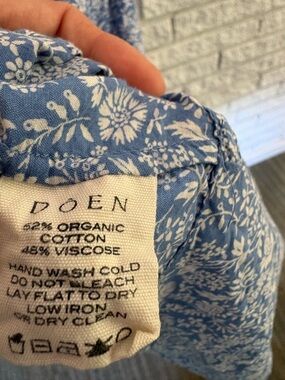 DOEN
52% ORGANIC
COTTON
48% VISCOSE
HAND WASH COLD
DO NOT BLEACH
LAY FLAT TO DRY
LOW IRON
OR DRY CLEAN